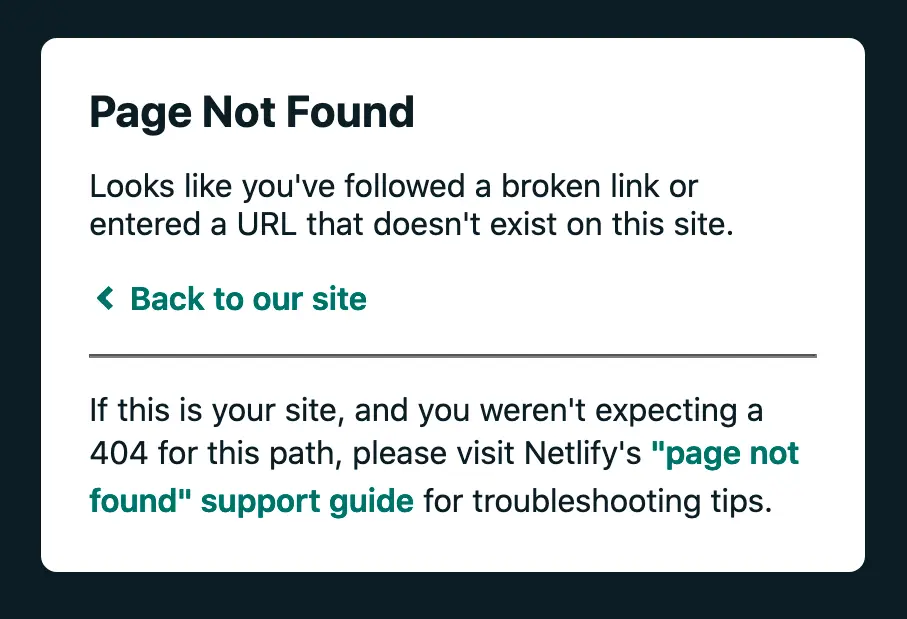 Page Not Found
Looks like you've followed a broken link or
entered a URL that doesn't exist on this site.
Back to our site
If this is your site, and you weren't expecting a
404 for this path, please visit Netlify's "page not
found" support guide for troubleshooting tips.